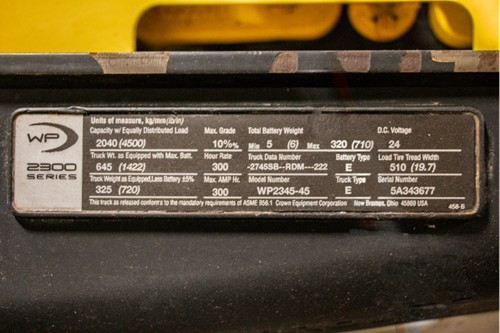 WP
2300
SERIES
Units of measure, kg/mm(lb/in)
Capacity w/ Equally Distributed Load Max. Grade Total Battery Weight D.C. Voltage
2040 (4500) 10%% Min 5 (6) Max 320 (710) 24
Truck Wt. as Equipped with Max. Batt. Hour Rate Truck Data Number Battery Type Load Tire Tread Width
645 (1422) 300 -2745SB--RDM---222 E 510 (19.7)
Truck Weight as Equipped,Less Battery ±5% Max. AMP Hr. Model Number Truck Type Serial Number
325 (720) 300 WP2345-45 E 5A343677
This truck as released conforms to the mandatory requirements of ASME B56.1 Crown Equipment Corporation New Bremen, Ohio 45869 USA
458-B